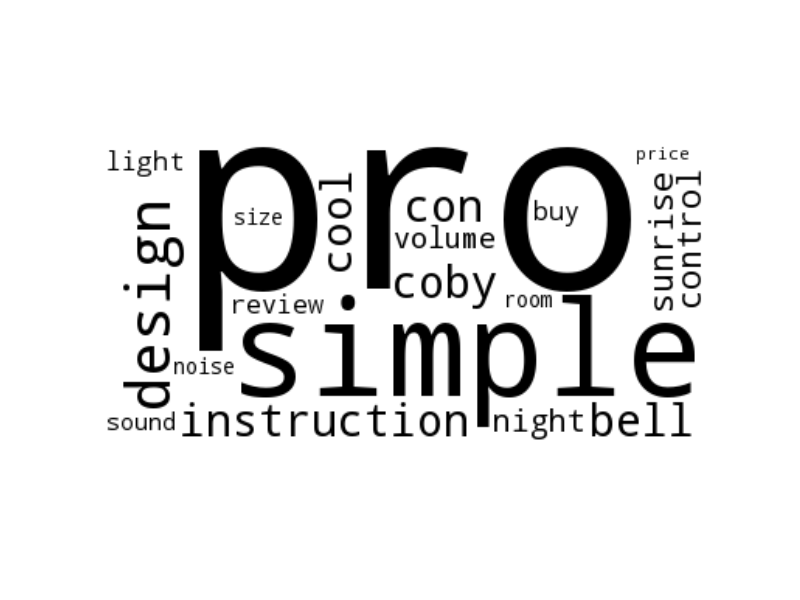 light
pro
price
size
cool
con
buy
volume
design
sunrise
control
coby
review
room
simple
noise
sound
instruction
night
bell